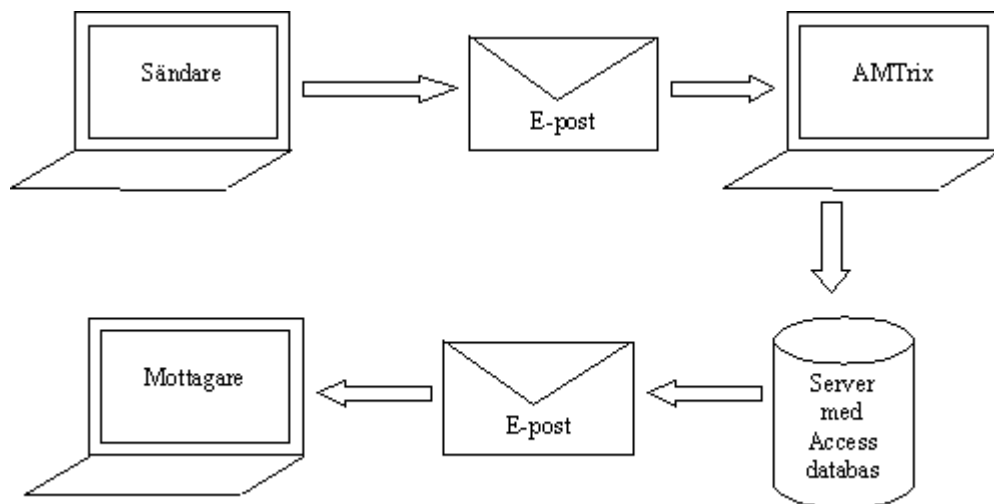 Sändare
E-post
AMTrix
Mottagare
E-post
Server
med
Access
databas